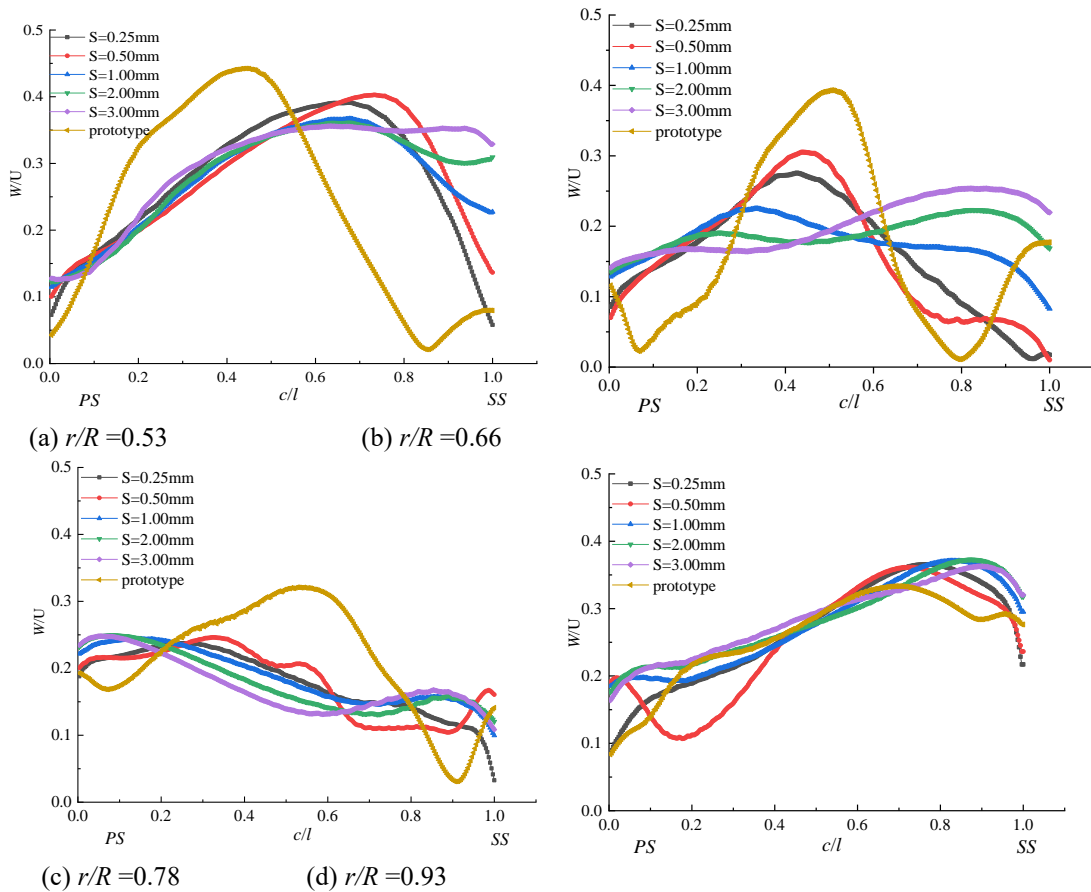 0.5
0.4
0.3
0.2
0.1
0.0
W/U
S=0.25mm
S=0.50mm
S=1.00mm
S=2.00mm
S=3.00mm
prototype
0.0 0.2 0.4 0.6 0.8 1.0
PS c/l SS
0.5
0.4
0.3
0.2
0.1
0.0
W/U
S=0.25mm
S=0.50mm
S=1.00mm
S=2.00mm
S=3.00mm
prototype
0.0 0.2 0.4 0.6 0.8 1.0
PS c/l SS
(a) r/R =0.53 (b) r/R =0.66
0.5
0.4
0.3
0.2
0.1
0.0
W/U
S=0.25mm
S=0.50mm
S=1.00mm
S=2.00mm
S=3.00mm
prototype
0.0 0.2 0.4 0.6 0.8 1.0
PS c/l SS
0.5
0.4
0.3
0.2
0.1
0.0
W/U
S=0.25mm
S=0.50mm
S=1.00mm
S=2.00mm
S=3.00mm
prototype
0.0 0.2 0.4 0.6 0.8 1.0
PS c/l SS
(c) r/R =0.78 (d) r/R =0.93